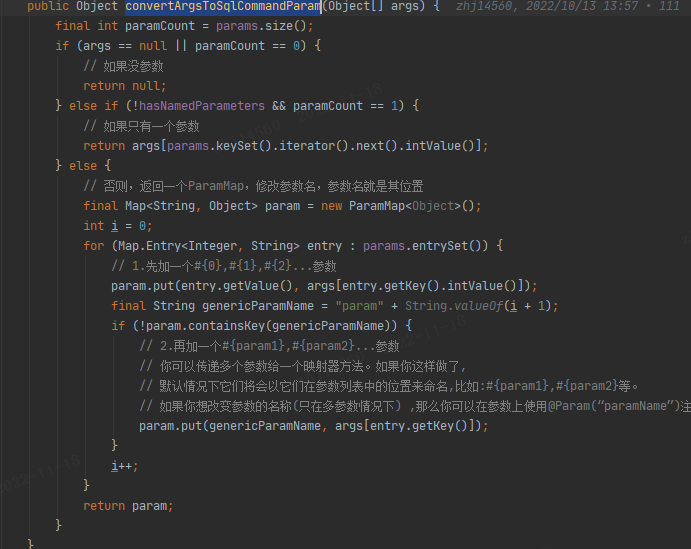 public Object convertArgsToSqlCommandParam(Object[] args) {   zhj14560, 2022/10/13 13:57 • 111
final int paramCount = params.size();
if (args == null || paramCount == 0) {
// 如果没参数
return null;
} else if (!hasNamedParameters && paramCount == 1) {
// 如果只有一个参数
return args[params.keySet().iterator().next().intValue()];
} else {
// 否则，返回一个ParamMap，修改参数名，参数名就是其位置
final Map<String, Object> param = new ParamMap<Object>();
int i = 0;
for (Map.Entry<Integer, String> entry : params.entrySet()) {
// 1.先加一个#{0},#{1},#{2}...参数
param.put(entry.getValue(), args[entry.getKey().intValue()]);
final String genericParamName = "param" + String.valueOf(i + 1);
if (!param.containsKey(genericParamName)) {
// 2.再加一个#{param1},#{param2}...参数
// 你可以传递多个参数给一个映射器方法。如果你这样做了,
// 默认情况下它们将会以它们在参数列表中的位置来命名,比如:#{param1},#{param2}等。
// 如果你想改变参数的名称(只在多参数情况下) ,那么你可以在参数上使用@Param(“paramName”)注
param.put(genericParamName, args[entry.getKey()]);
}
i++;
}
return param;
}
}